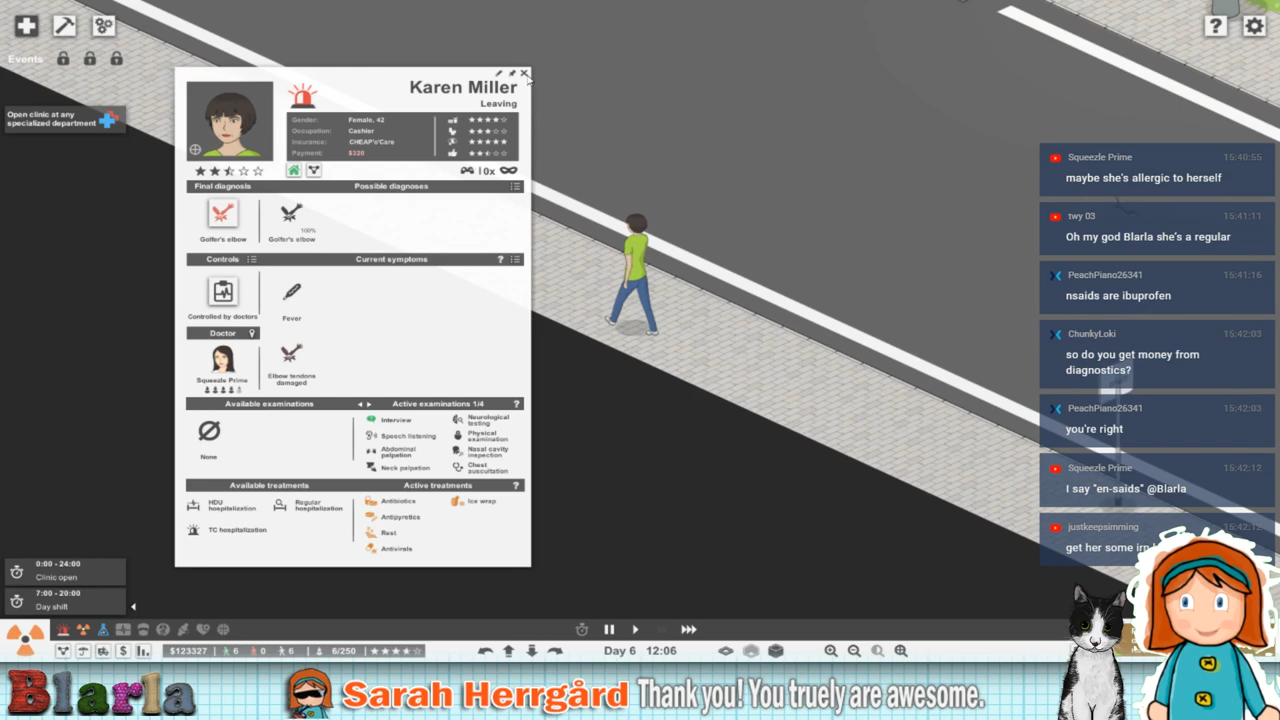 Events
Open clinic at any
specialized department
Karen Miller
Leaving
Gender: Female, 42
Occupation: Cashier
Insurance: CHEAP'o'Care
Payment: $320
0x
Final diagnosis
Possible diagnoses
Golfer's elbow
100%
Golfer's elbow
Controls
Current symptoms
?
Controlled by doctors
Fever
Doctor
Squeezle Prime
Elbow tendons
damaged
Available examinations
Active examinations 1/4
?
None
Interview
Speech listening
Abdominal
palpation
Neck palpation
Neurological
testing
Physical
examination
Nasal cavity
inspection
Chest
auscultation
Available treatments
Active treatments
?
HDU
hospitalization
Regular
hospitalization
TC hospitalization
Antibiotics
Ice wrap
Antipyretics
Rest
Antivirals
?
Squeezle Prime 15:40:55
maybe she's allergic to herself
twy 03 15:41:11
Oh my god Blarla she's a regular
PeachPiano26341 15:41:16
nsaids are ibuprofen
ChunkyLoki 15:42:03
so do you get money from
diagnostics?
PeachPiano26341 15:42:03
you're right
Squeezle Prime 15:42:12
I say "en-saids" @Blarla
justkeepsimming
get her some
0:00 - 24:00
Clinic open
7:00 - 20:00
Day shift
$
$123327 6 0 6 6/250
Day 6 12:06
Blarla
Sarah Herrgård Thank you! You truely are awesome.